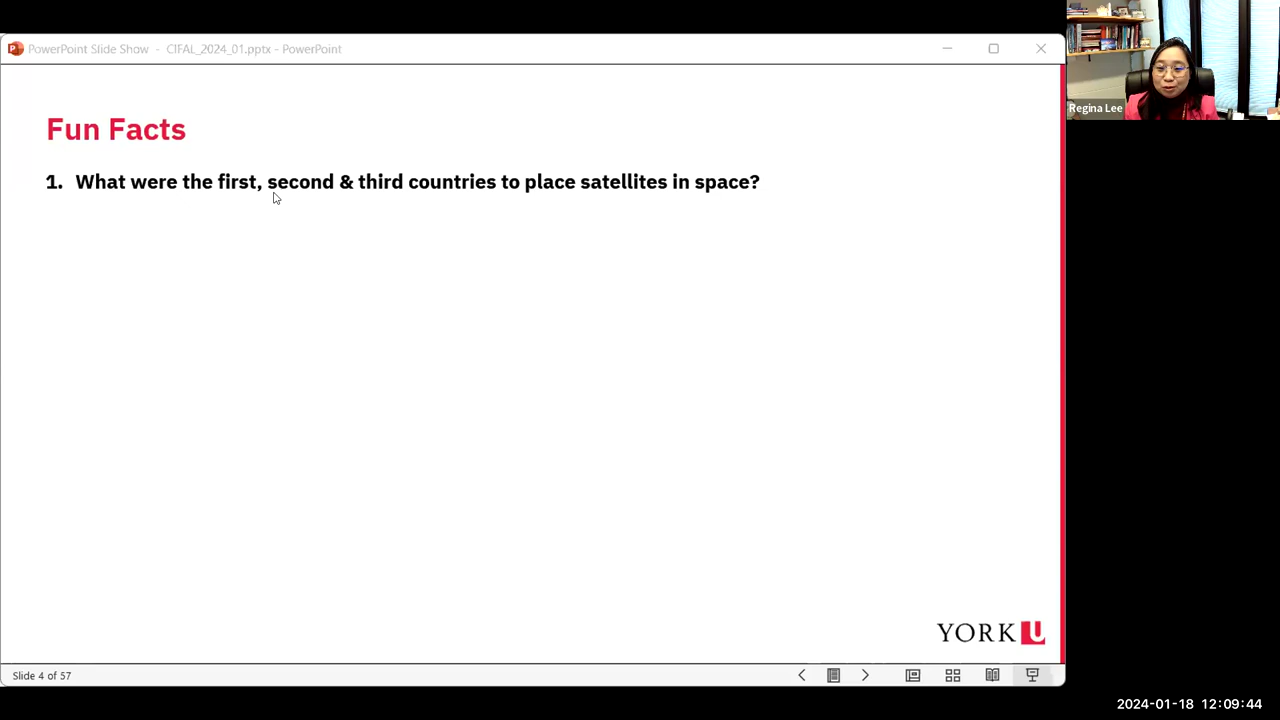 PowerPoint Slide Show - CIFAL_2024_01.pptx - PowerPoint
Regina Lee
Fun Facts
1. What were the first, second & third countries to place satellites in space?
YORK U
Slide 4 of 57
2024-01-18 12:09:44